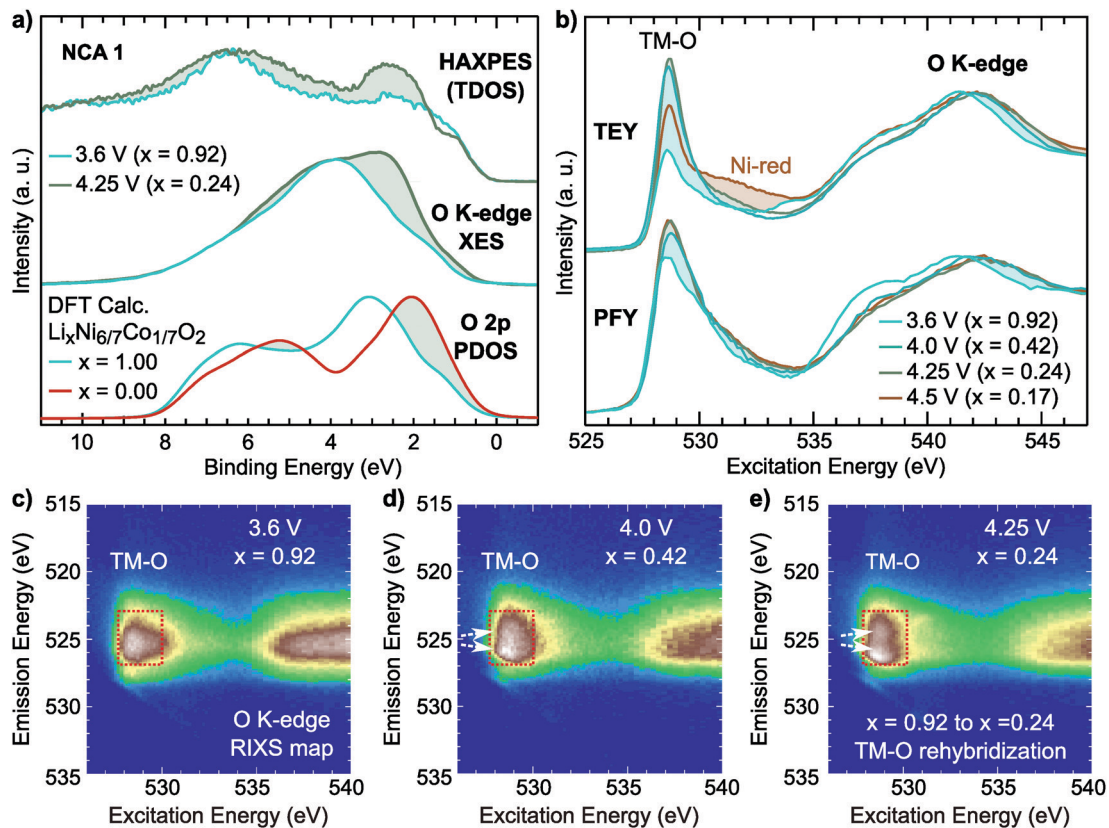 a)
NCA 1
HAXPES
(TDOS)
3.6 V (x = 0.92)
4.25 V (x = 0.24)
O K-edge
XES
DFT Calc.
LixNi6/7Co1/7O2
x = 1.00
x = 0.00
O 2p
PDOS
Intensity (a. u.)
10 8 6 4 2 0
Binding Energy (eV)
b)
TM-O
O K-edge
TEY
Ni-red
PFY
3.6 V (x = 0.92)
4.0 V (x = 0.42)
4.25 V (x = 0.24)
4.5 V (x = 0.17)
Intensity (a. u.)
525 530 535 540 545
Excitation Energy (eV)
c)
515
520
525
530
535
Emission Energy (eV)
3.6 V
x = 0.92
TM-O
O K-edge
RIXS map
530 540
Excitation Energy (eV)
d)
515
520
525
530
535
Emission Energy (eV)
4.0 V
x = 0.42
TM-O
530 540
Excitation Energy (eV)
e)
515
520
525
530
535
Emission Energy (eV)
4.25 V
x = 0.24
TM-O
x = 0.92 to x =0.24
TM-O rehybridization
530 540
Excitation Energy (eV)